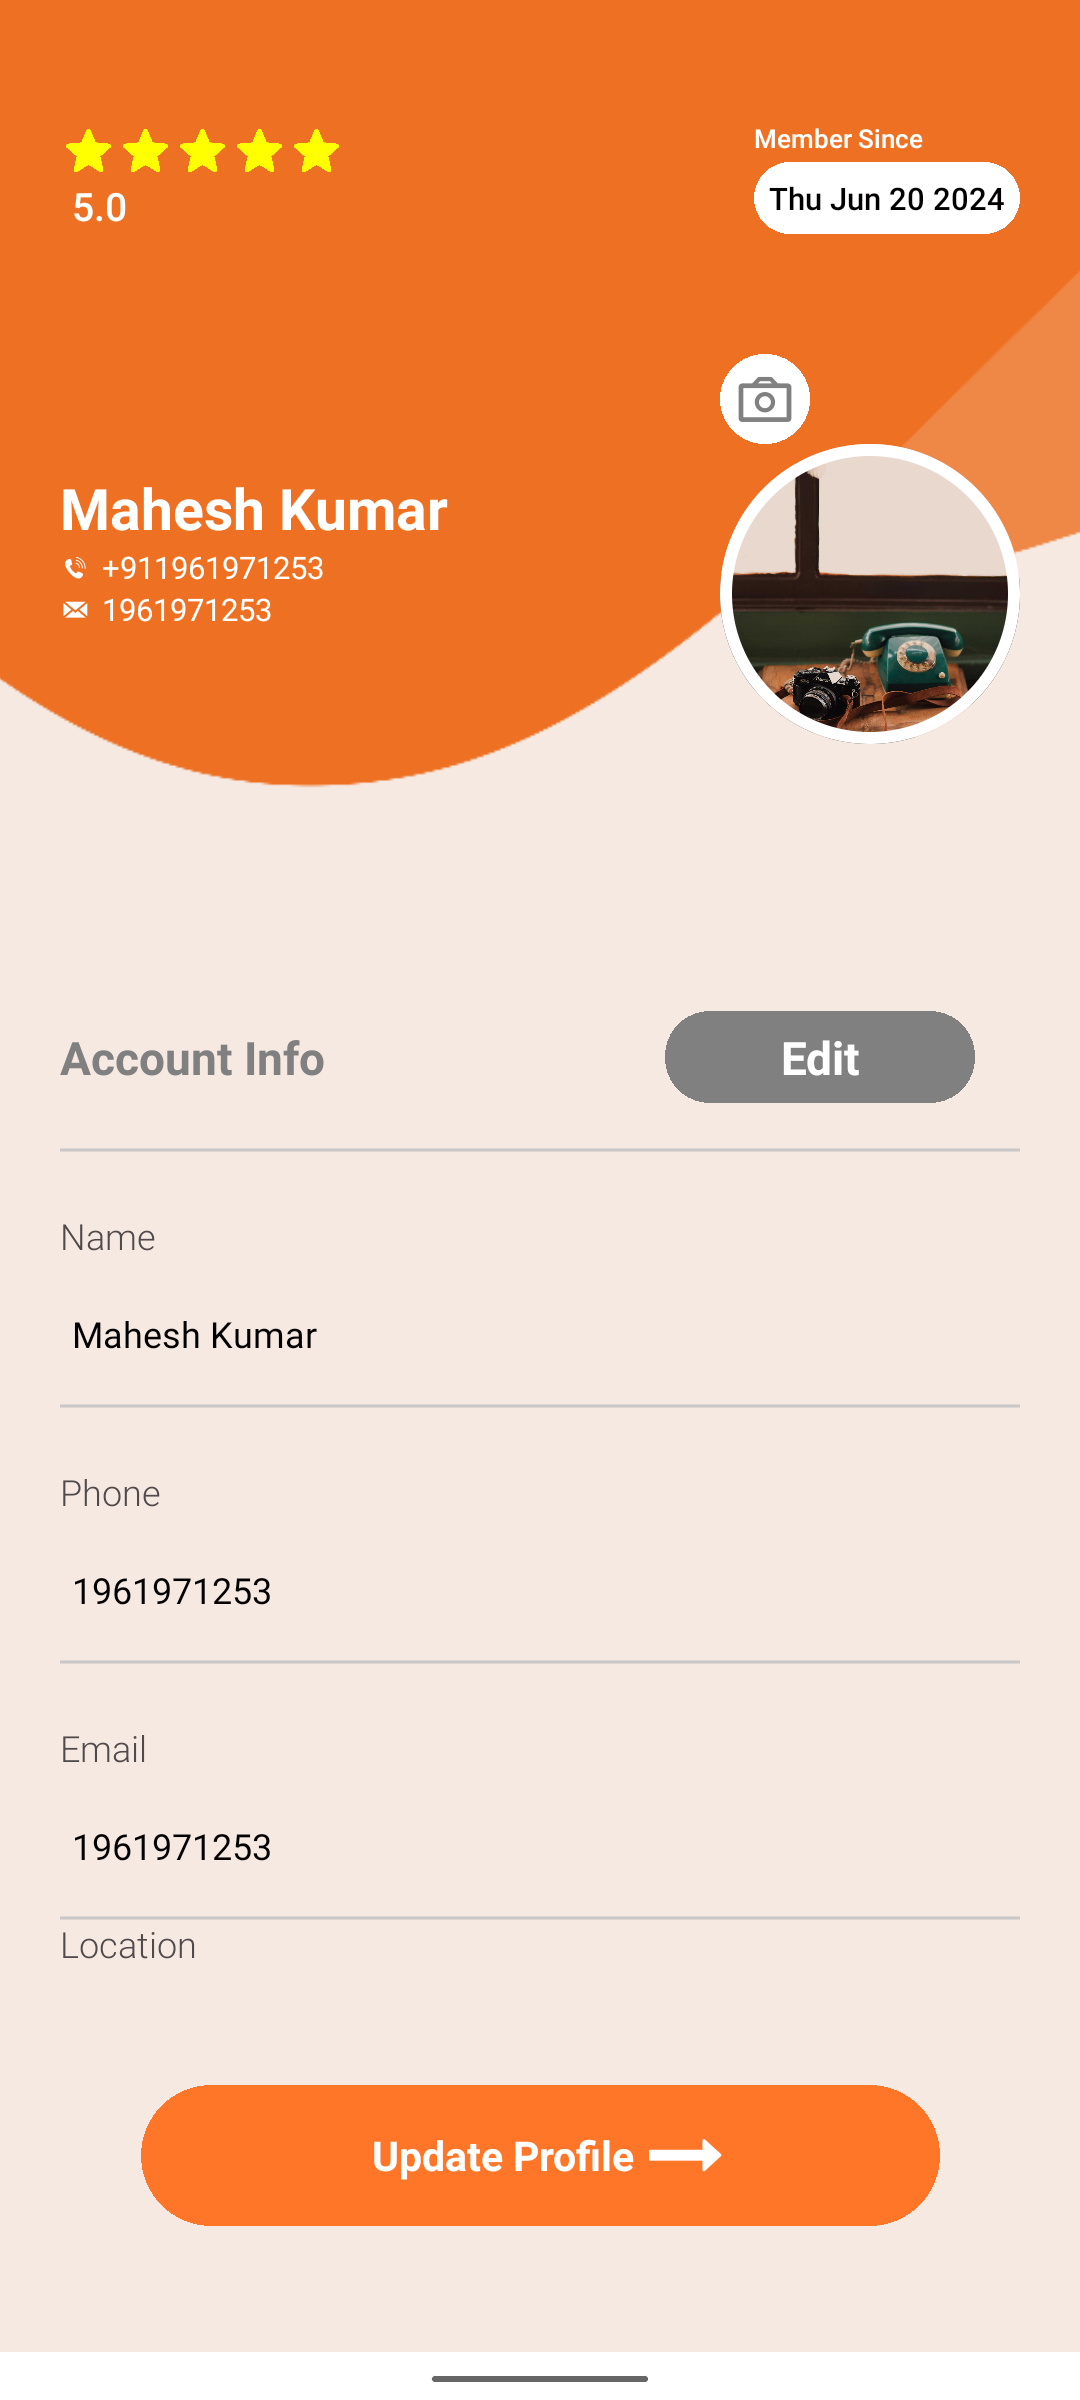 5.0
Member Since
Thu Jun 20 2024
Mahesh Kumar
+911961971253
1961971253
Account Info
Edit
Name
Mahesh Kumar
Phone
1961971253
Email
1961971253
Location
Update Profile